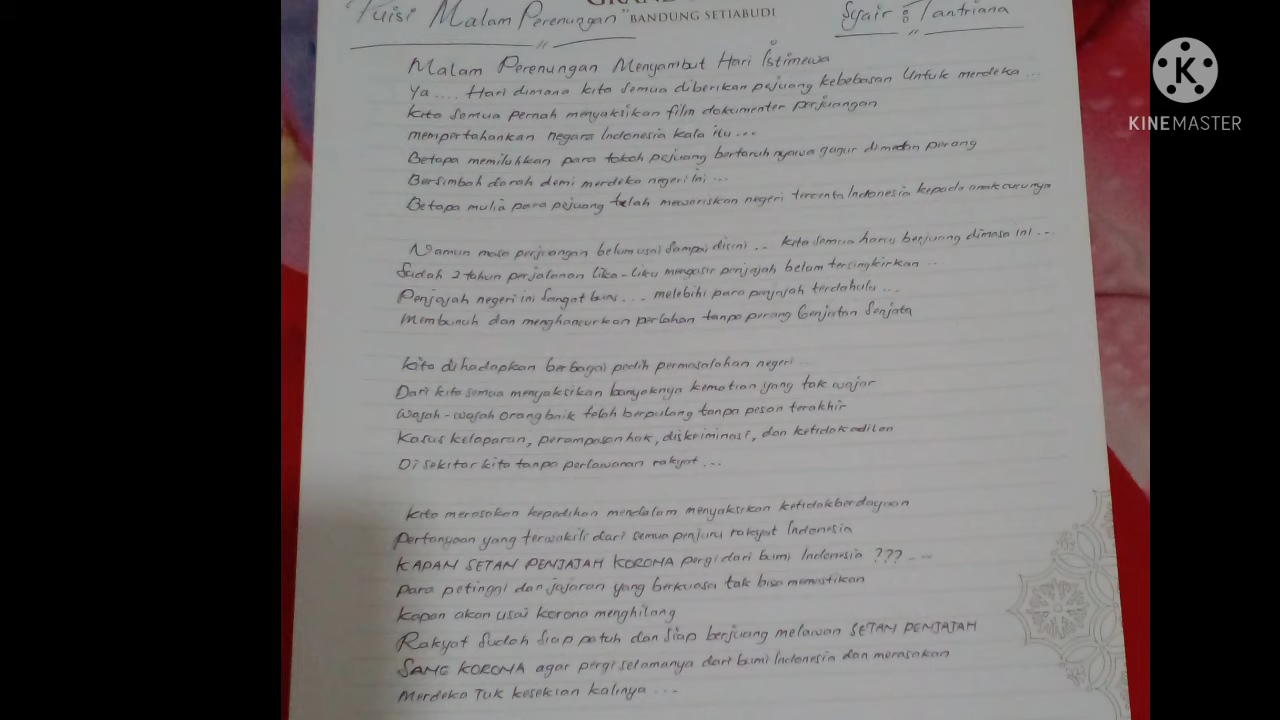 Puisi Malam Perenungan"
BANDUNG SETIABUDI
Syair : Tantriana
KINEMASTER
Malam Perenungan Menyambut Hari Istimewa
Ya .... Hari dimana kita semua diberikan pejuang kebebasan Untuk merdeka ...
Kita semua pernah menyaksikan film dokumenter perjuangan
mempertahankan negara Indonesia kala itu ...
Betapa memiluhkan para tokoh pejuang bertaruh nyawa gugur dimedan perang
Bersimbah darah demi merdeka negeri ini ...
Betapa mulia para pejuang telah mewariskan negeri tercinta Indonesia kepada anak cucunya
Namun masa perjuangan belum usai sampai disini ... kita semua harus berjuang dimasa ini ...
Sudah 2 tahun perjalanan lika-liku mengusir penjajah belum tersingkirkan ...
Penjajah negeri ini sangat buas ... melebihi para penjajah terdahulu ...
Membunuh dan menghancurkan perlahan tanpa perang Genjatan Senjata
Kita dihadapkan berbagai pedih permasalahan negeri ...
Dari kita semua menyaksikan banyaknya kematian yang tak wajar
Wajah-wajah orang baik telah berpulang tanpa pesan terakhir
Kasus kelaparan, perampasan hak, diskriminasi, dan ketidakadilan
Di sekitar kita tanpa perlawanan rakyat ...
Kita merasakan kepedihan mendalam menyaksikan ketidakberdayaan
Pertanyaan yang terwakili dari semua penjuru rakyat Indonesia
KAPAN SETAN PENJAJAH KORONA pergi dari bumi Indonesia ??? ...
Para petinggi dan jajaran yang berkuasa tak bisa memastikan
Kapan akan usai korona menghilang
Rakyat sudah siap patuh dan siap berjuang melawan SETAN PENJAJAH
SANG KORONA agar pergi selamanya dari bumi Indonesia dan merasakan
Merdeka Tuk kesekian kalinya ...